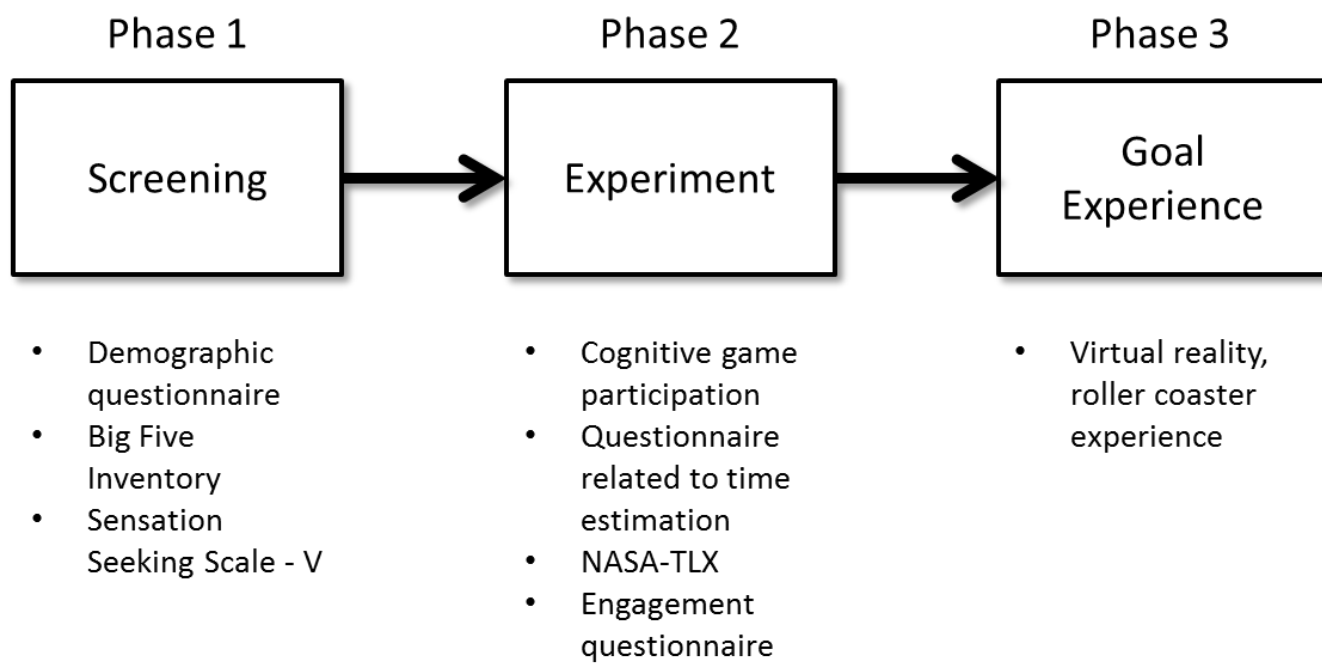 Phase 1
Phase 2
Phase 3
Screening
Experiment
Goal
Experience
• Demographic
questionnaire
• Big Five
Inventory
• Sensation
Seeking Scale - V
• Cognitive game
participation
• Questionnaire
related to time
estimation
• NASA-TLX
• Engagement
questionnaire
• Virtual reality,
roller coaster
experience